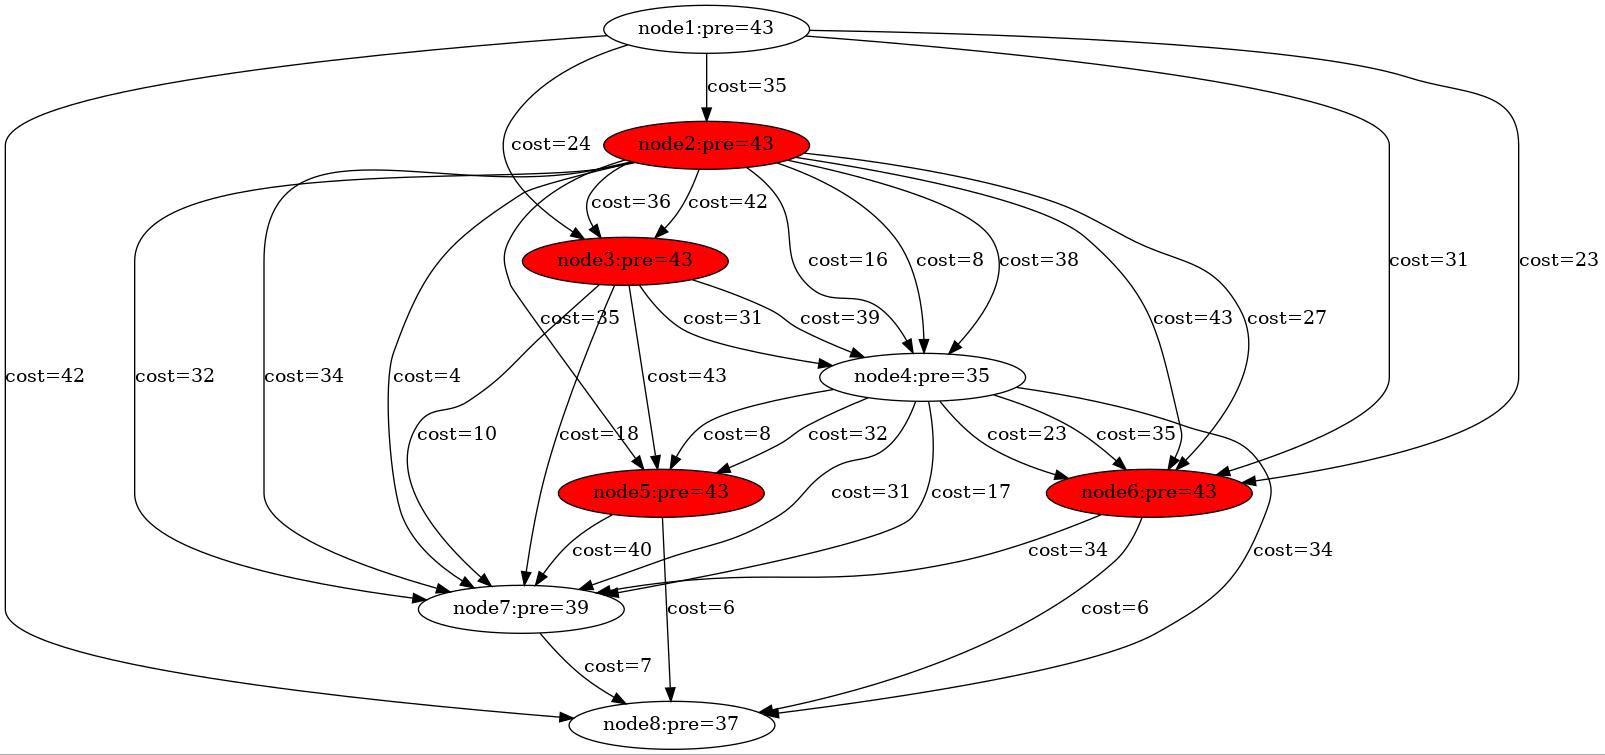 node1:pre=43
cost=35
cost=24
node2:pre=43
cost=36
cost=42
node3:pre=43
cost=16
cost=8
cost=38
cost=31
cost=23
cost=35
cost=31
cost=39
cost=43
cost=27
cost=42
cost=32
cost=34
cost=4
cost=43
node4:pre=35
cost=10
cost=18
cost=8
cost=32
cost=23
cost=35
node5:pre=43
cost=31
cost=17
node6:pre=43
cost=40
cost=34
cost=34
node7:pre=39
cost=6
cost=6
cost=7
node8:pre=37